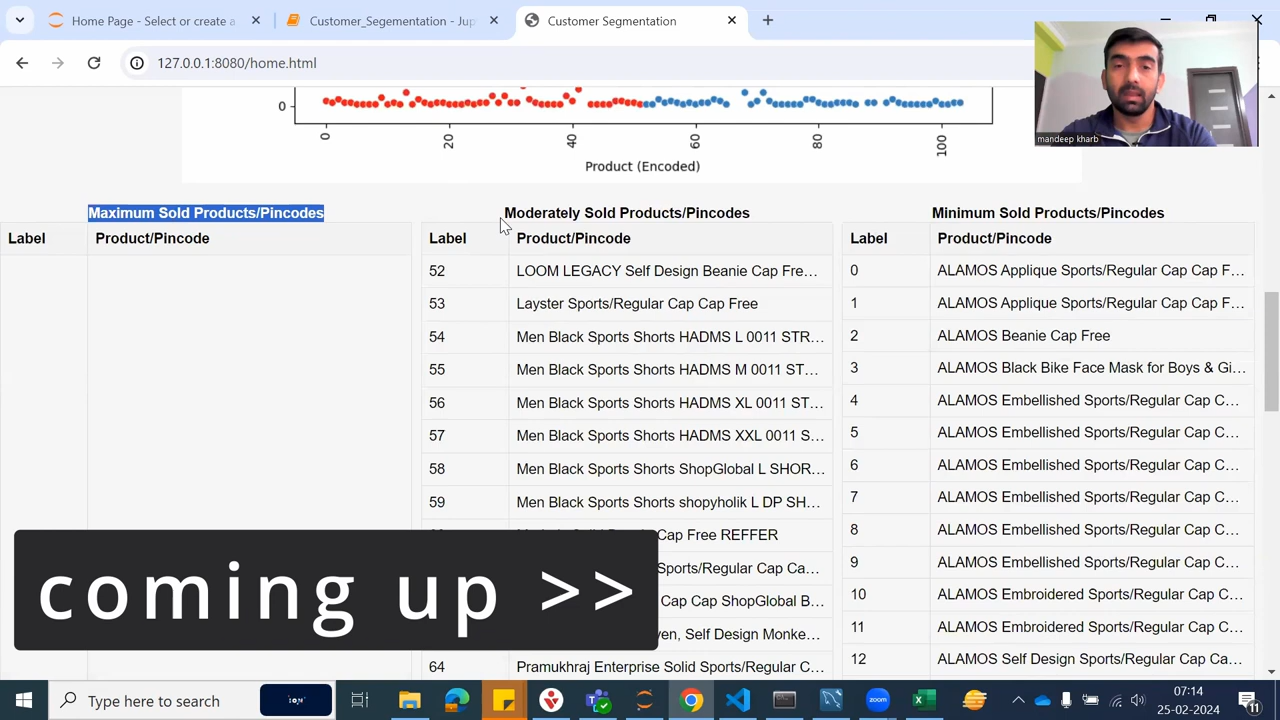 Home Page - Select or create a
Customer_Segementation - Jup
Customer Segmentation
127.0.0.1:8080/home.html
mandeep kharb
0
0
20
40
60
80
100
Product (Encoded)
Maximum Sold Products/Pincodes
Label Product/Pincode
Moderately Sold Products/Pincodes
Label Product/Pincode
52 LOOM LEGACY Self Design Beanie Cap Fre...
53 Layster Sports/Regular Cap Cap Free
54 Men Black Sports Shorts HADMS L 0011 STR...
55 Men Black Sports Shorts HADMS M 0011 ST...
56 Men Black Sports Shorts HADMS XL 0011 ST...
57 Men Black Sports Shorts HADMS XXL 0011 S...
58 Men Black Sports Shorts ShopGlobal L SHOR...
59 Men Black Sports Shorts shopyholik L DP SH...
Cap Free REFFER
Sports/Regular Cap Ca...
Cap Cap ShopGlobal B...
Self Design Monke...
64 Pramukhraj Enterprise Solid Sports/Regular C...
Minimum Sold Products/Pincodes
Label Product/Pincode
0 ALAMOS Applique Sports/Regular Cap Cap F...
1 ALAMOS Applique Sports/Regular Cap Cap F...
2 ALAMOS Beanie Cap Free
3 ALAMOS Black Bike Face Mask for Boys & Gi...
4 ALAMOS Embellished Sports/Regular Cap C...
5 ALAMOS Embellished Sports/Regular Cap C...
6 ALAMOS Embellished Sports/Regular Cap C...
7 ALAMOS Embellished Sports/Regular Cap C...
8 ALAMOS Embellished Sports/Regular Cap C...
9 ALAMOS Embellished Sports/Regular Cap C...
10 ALAMOS Embroidered Sports/Regular Cap C...
11 ALAMOS Embroidered Sports/Regular Cap C...
12 ALAMOS Self Design Sports/Regular Cap Ca...
coming up >>
Type here to search
07:14
25-02-2024
11